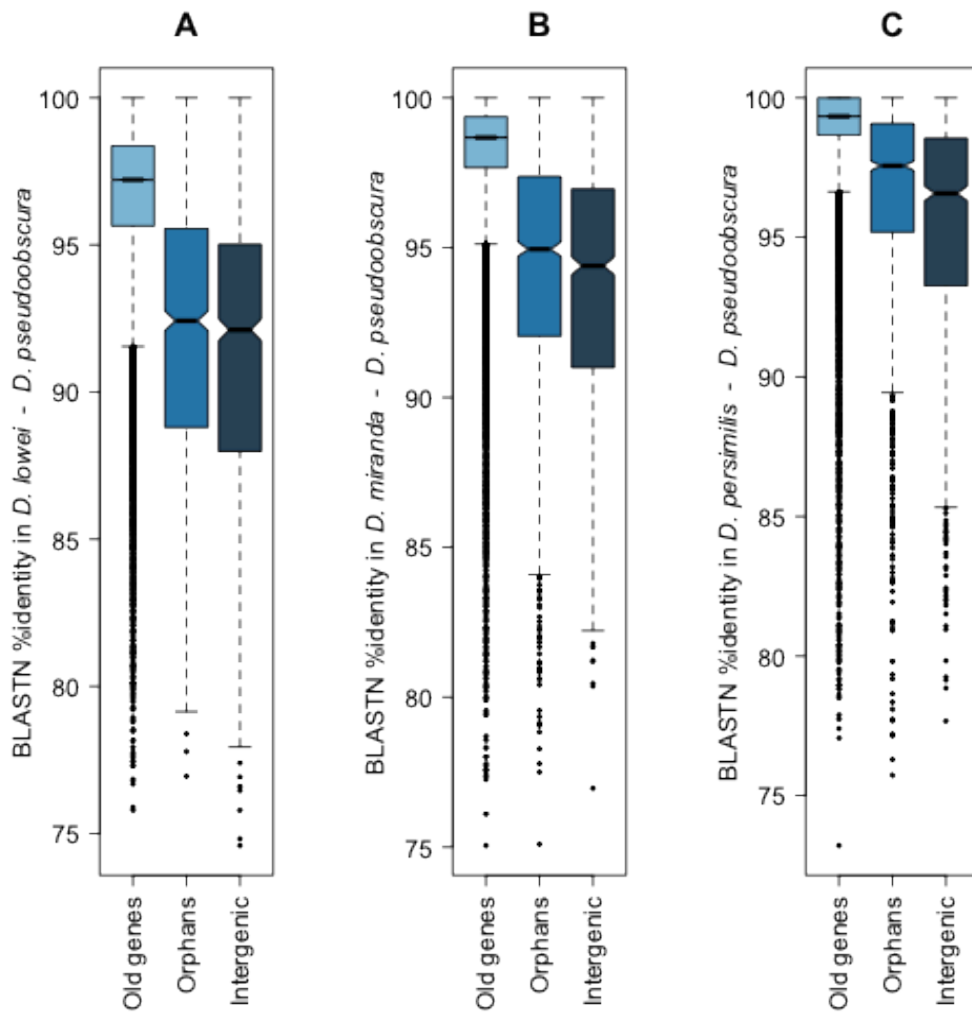 A
BLASTN %identity in D. lowei - D. pseudoobscura
100
95
90
85
80
75
Old genes
Orphans
Intergenic
B
BLASTN %identity in D. miranda - D. pseudoobscura
100
95
90
85
80
75
Old genes
Orphans
Intergenic
C
BLASTN %identity in D. persimilis - D. pseudoobscura
100
95
90
85
80
75
Old genes
Orphans
Intergenic